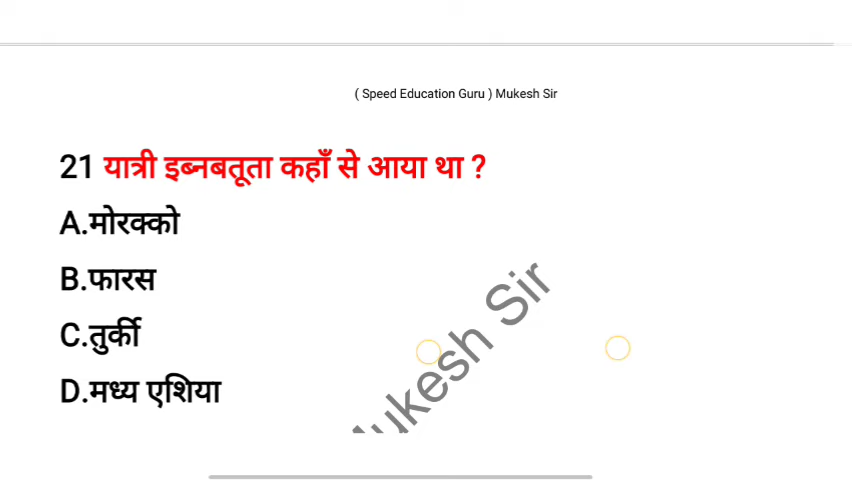 ( Speed Education Guru ) Mukesh Sir
21 यात्री इब्नबतूता कहाँ से आया था ?
A.मोरक्को
B.फारस
C.तुर्की
D.मध्य एशिया
Mukesh Sir